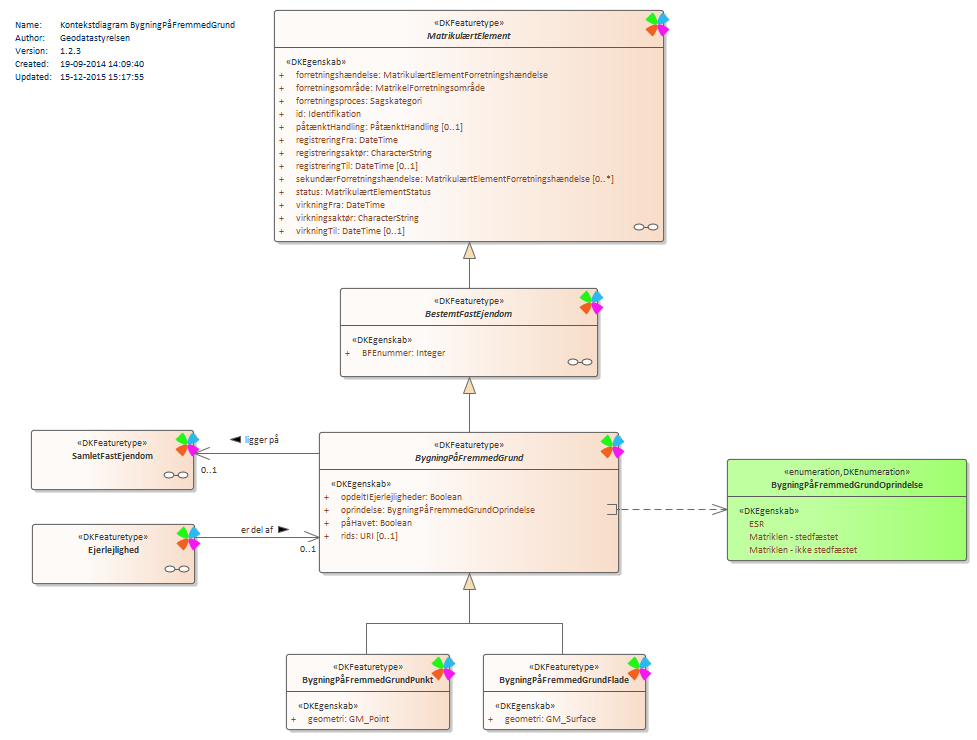 Name: Kontekstdiagram BygningPåFremmedGrund
Author: Geodatastyrelsen
Version: 1.2.3
Created: 19-09-2014 14:09:40
Updated: 15-12-2015 15:17:55
«DKFeaturetype»
MatrikulærtElement
«DKEgenskab»
+ forretningshændelse: MatrikulærtElementForretningshændelse
+ forretningsområde: MatrikelForretningsområde
+ forretningsproces: Sagskategori
+ id: Identifikation
+ påtænktHandling: PåtænktHandling [0..1]
+ registreringFra: DateTime
+ registreringsaktør: CharacterString
+ registreringTil: DateTime [0..1]
+ sekundærForretningshændelse: MatrikulærtElementForretningshændelse [0..*]
+ status: MatrikulærtElementStatus
+ virkningFra: DateTime
+ virkningsaktør: CharacterString
+ virkningTil: DateTime [0..1]
«DKFeaturetype»
BestemtFastEjendom
«DKEgenskab»
+ BFEnummer: Integer
«DKFeaturetype»
SamletFastEjendom
ligger på
0..1
«DKFeaturetype»
BygningPåFremmedGrund
«DKEgenskab»
+ opdeltIEjerlejligheder: Boolean
+ oprindelse: BygningPåFremmedGrundOprindelse
+ påHavet: Boolean
+ rids: URI [0..1]
«enumeration,DKEnumeration»
BygningPåFremmedGrundOprindelse
«DKEgenskab»
ESR
Matriklen - stedfæstet
Matriklen - ikke stedfæstet
«DKFeaturetype»
Ejerlejlighed
er del af
0..1
«DKFeaturetype»
BygningPåFremmedGrundPunkt
«DKEgenskab»
+ geometri: GM_Point
«DKFeaturetype»
BygningPåFremmedGrundFlade
«DKEgenskab»
+ geometri: GM_Surface